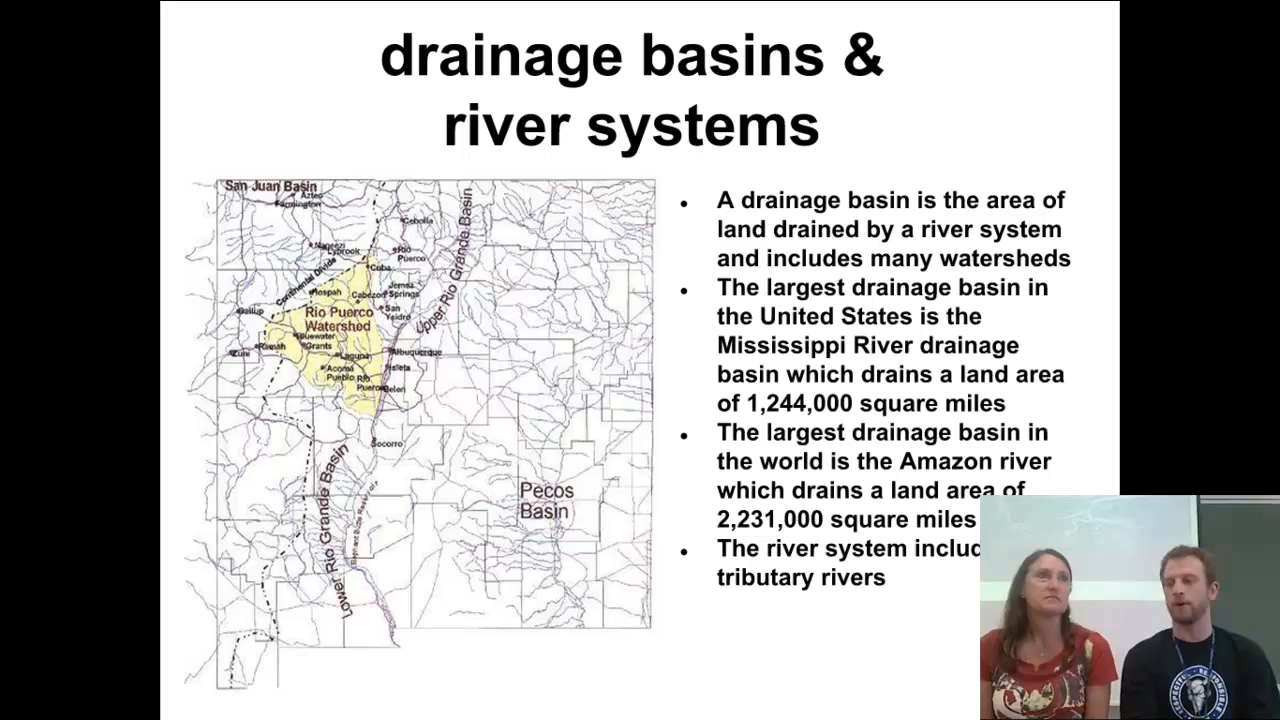 drainage basins &
river systems
San Juan Basin
Aztec
Farmington
Cebolla
Nageezi
Lybrook
Rio
Puerco
Cuba
Continental Divide
Hospah
Cabezon
Jemez
Springs
San
Ysidro
Upper Rio Grande Basin
Gallup
Rio Puerco
Watershed
Bluewater
Grants
Ramah
Zuni
Laguna
Albuquerque
Isleta
Acoma
Pueblo
Rio
Puerco
Belen
Socorro
Lower Rio Grande Basin
Pecos
Basin
● A drainage basin is the area of
land drained by a river system
and includes many watersheds
● The largest drainage basin in
the United States is the
Mississippi River drainage
basin which drains a land area
of 1,244,000 square miles
● The largest drainage basin in
the world is the Amazon river
which drains a land area of
2,231,000 square miles
● The river system includ
tributary rivers